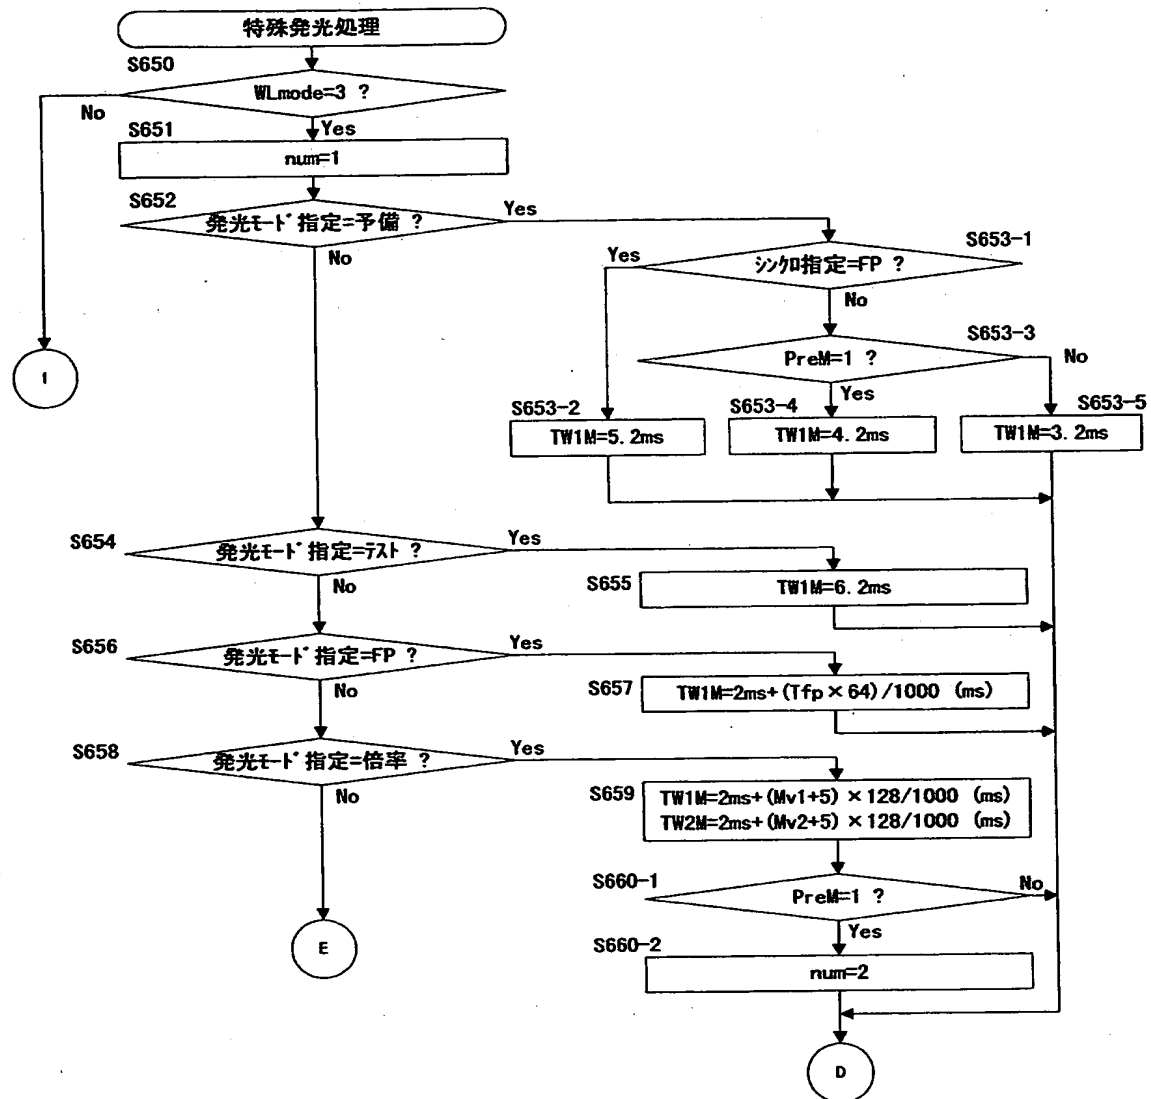 特殊発光処理
S650
WLmode=3 ?
No
Yes
S651
num=1
S652
発光ﾓｰﾄﾞ指定=予備 ?
Yes
No
S653-1
ｼﾝｸﾛ指定=FP ?
Yes
No
S653-3
PreM=1 ?
No
Yes
1
S653-2
TW1M=5.2ms
S653-4
TW1M=4.2ms
S653-5
TW1M=3.2ms
S654
発光ﾓｰﾄﾞ指定=ﾃｽﾄ ?
Yes
No
S655
TW1M=6.2ms
S656
発光ﾓｰﾄﾞ指定=FP ?
Yes
No
S657
TW1M=2ms+(Tfp×64)/1000 (ms)
S658
発光ﾓｰﾄﾞ指定=倍率 ?
Yes
No
S659
TW1M=2ms+(Mv1+5)×128/1000 (ms)
TW2M=2ms+(Mv2+5)×128/1000 (ms)
S660-1
PreM=1 ?
No
Yes
E
S660-2
num=2
D